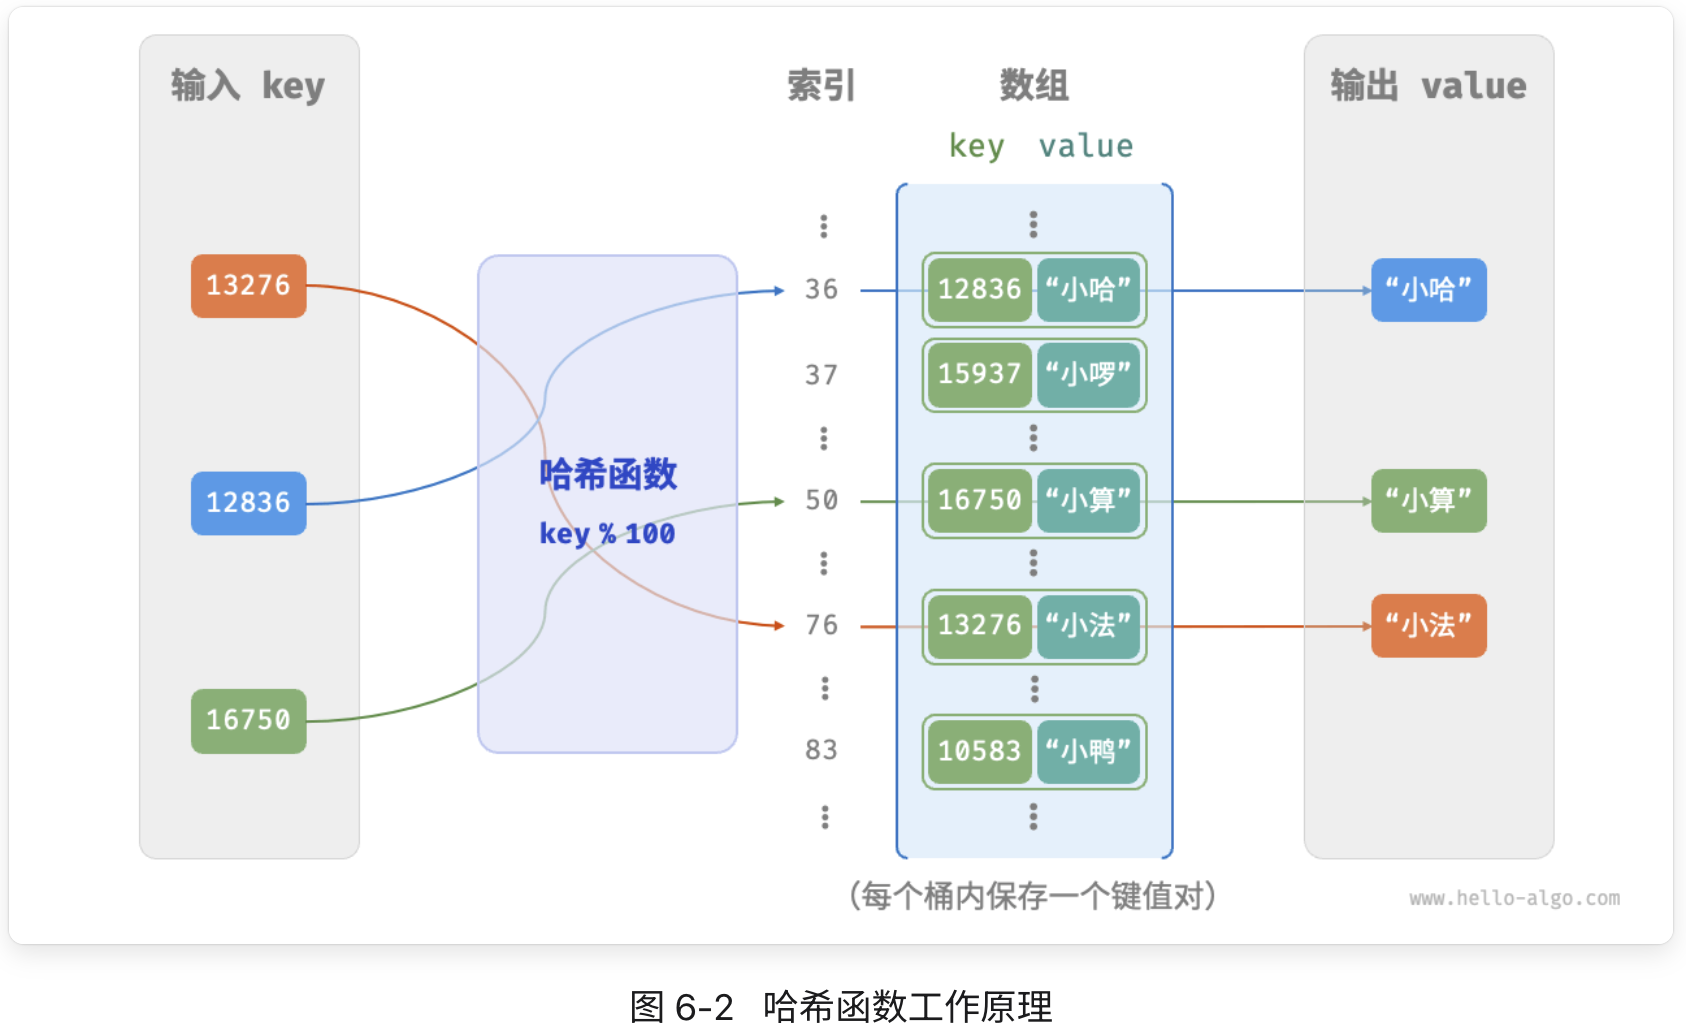 输入 key 索引 数组 输出 value
key value
13276 36 12836 “小哈” “小哈”
37 15937 “小啰”
12836 哈希函数 50 16750 “小算” “小算”
key % 100
76 13276 “小法” “小法”
16750 83 10583 “小鸭”
（每个桶内保存一个键值对）
www.hello-algo.com
图 6-2 哈希函数工作原理